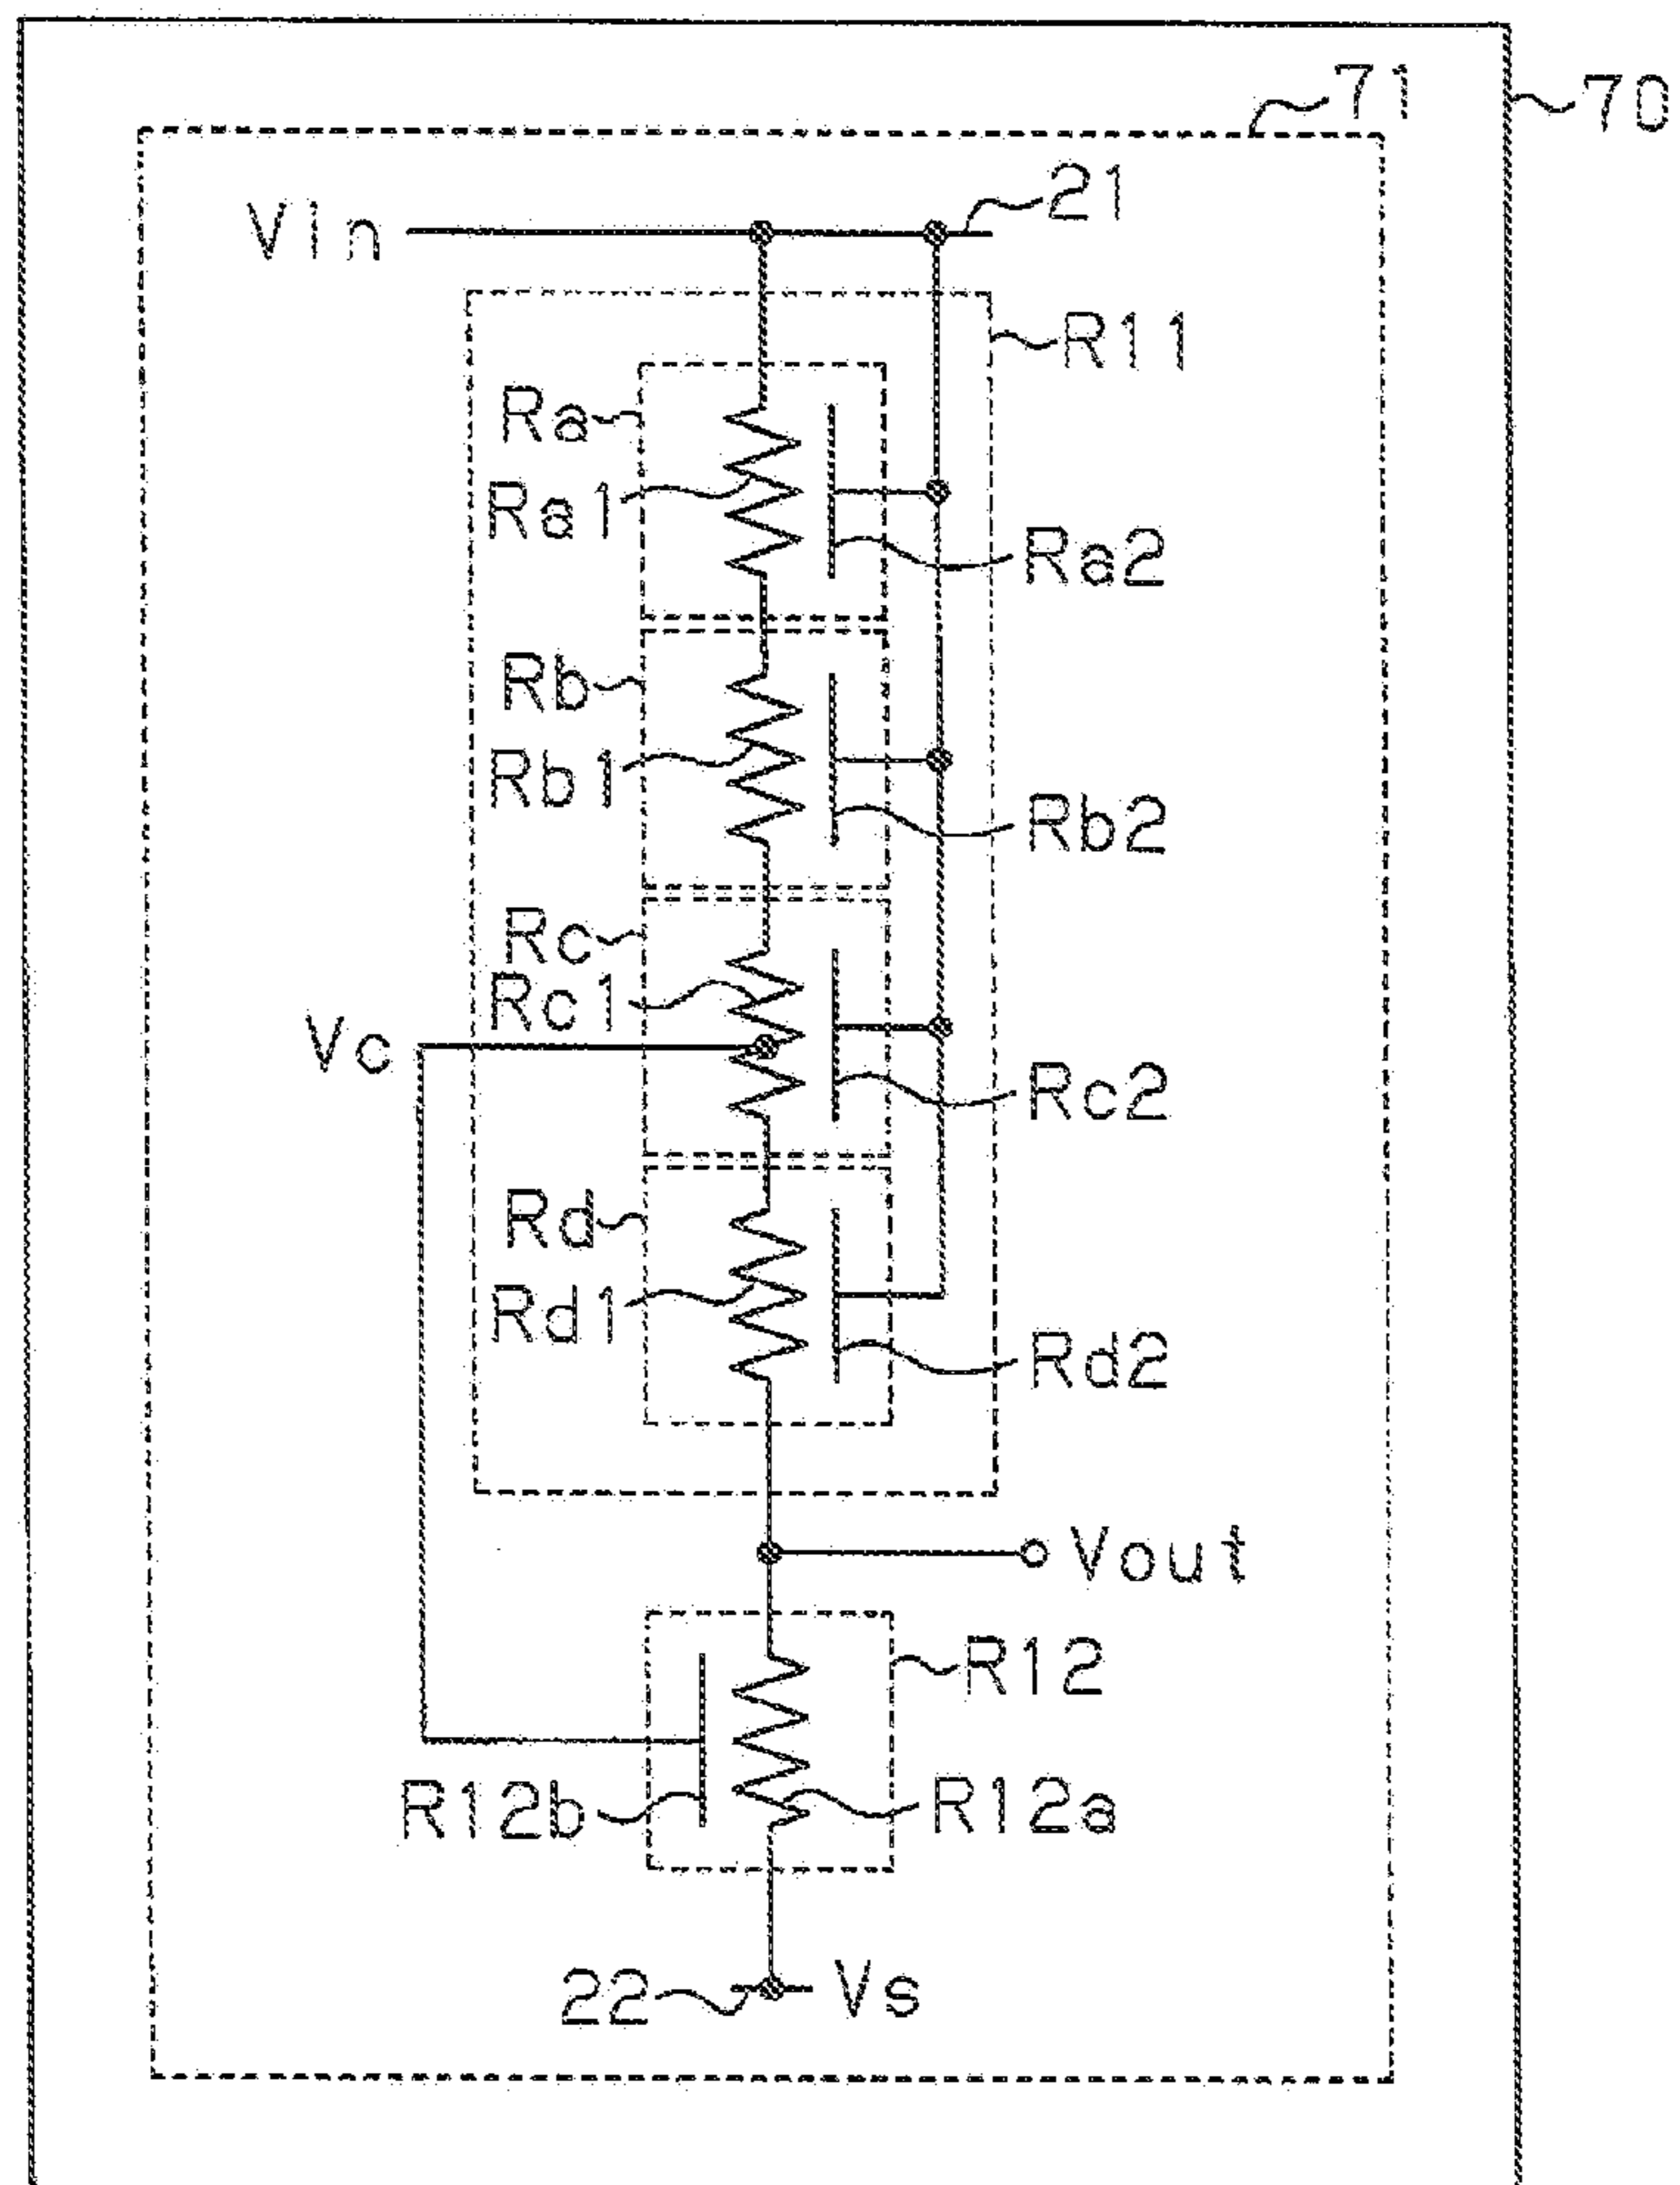 71
70
VIn
21
R11
Ra
Ra1
Ra2
Rb
Rb1
Rb2
Rc
Rc1
Vc
Rc2
Rd
Rd1
Rd2
Vout
R12
R12b
R12a
22
Vs